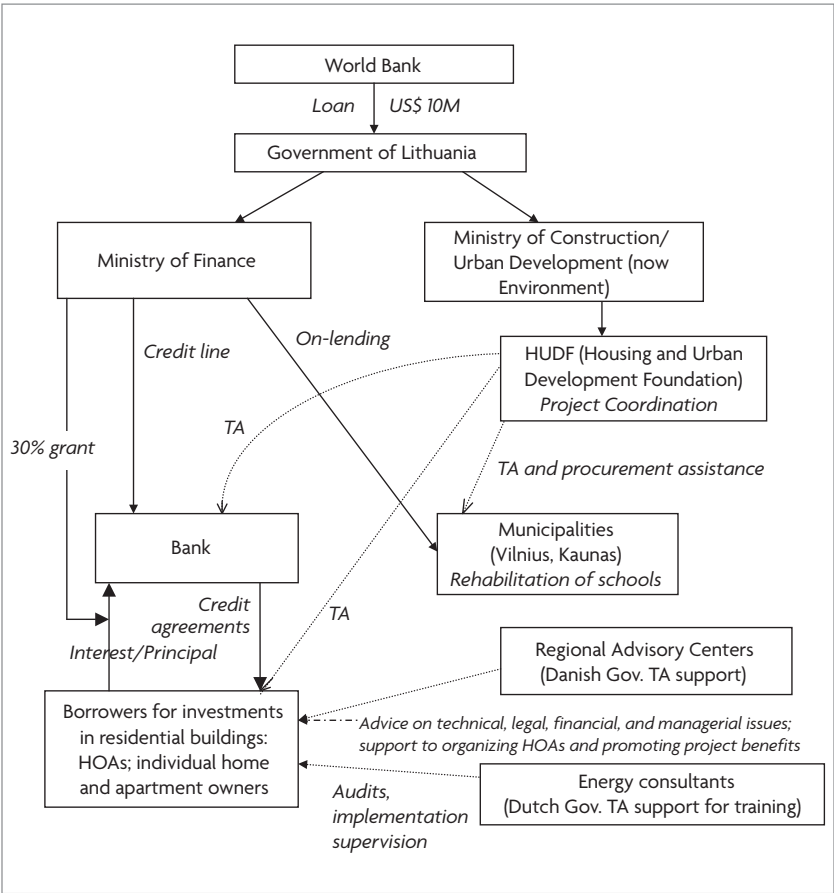 World Bank
Loan
US$ 10M
Government of Lithuania
Ministry of Finance
Ministry of Construction/
Urban Development (now
Environment)
Credit line
On-lending
HUDF (Housing and Urban
Development Foundation)
Project Coordination
TA
30% grant
TA and procurement assistance
Bank
Municipalities
(Vilnius, Kaunas)
Rehabilitation of schools
Credit
agreements
TA
Interest/Principal
Regional Advisory Centers
(Danish Gov. TA support)
Borrowers for investments
in residential buildings:
HOAs; individual home
and apartment owners
Advice on technical, legal, financial, and managerial issues;
support to organizing HOAs and promoting project benefits
Energy consultants
(Dutch Gov. TA support for training)
Audits,
implementation
supervision